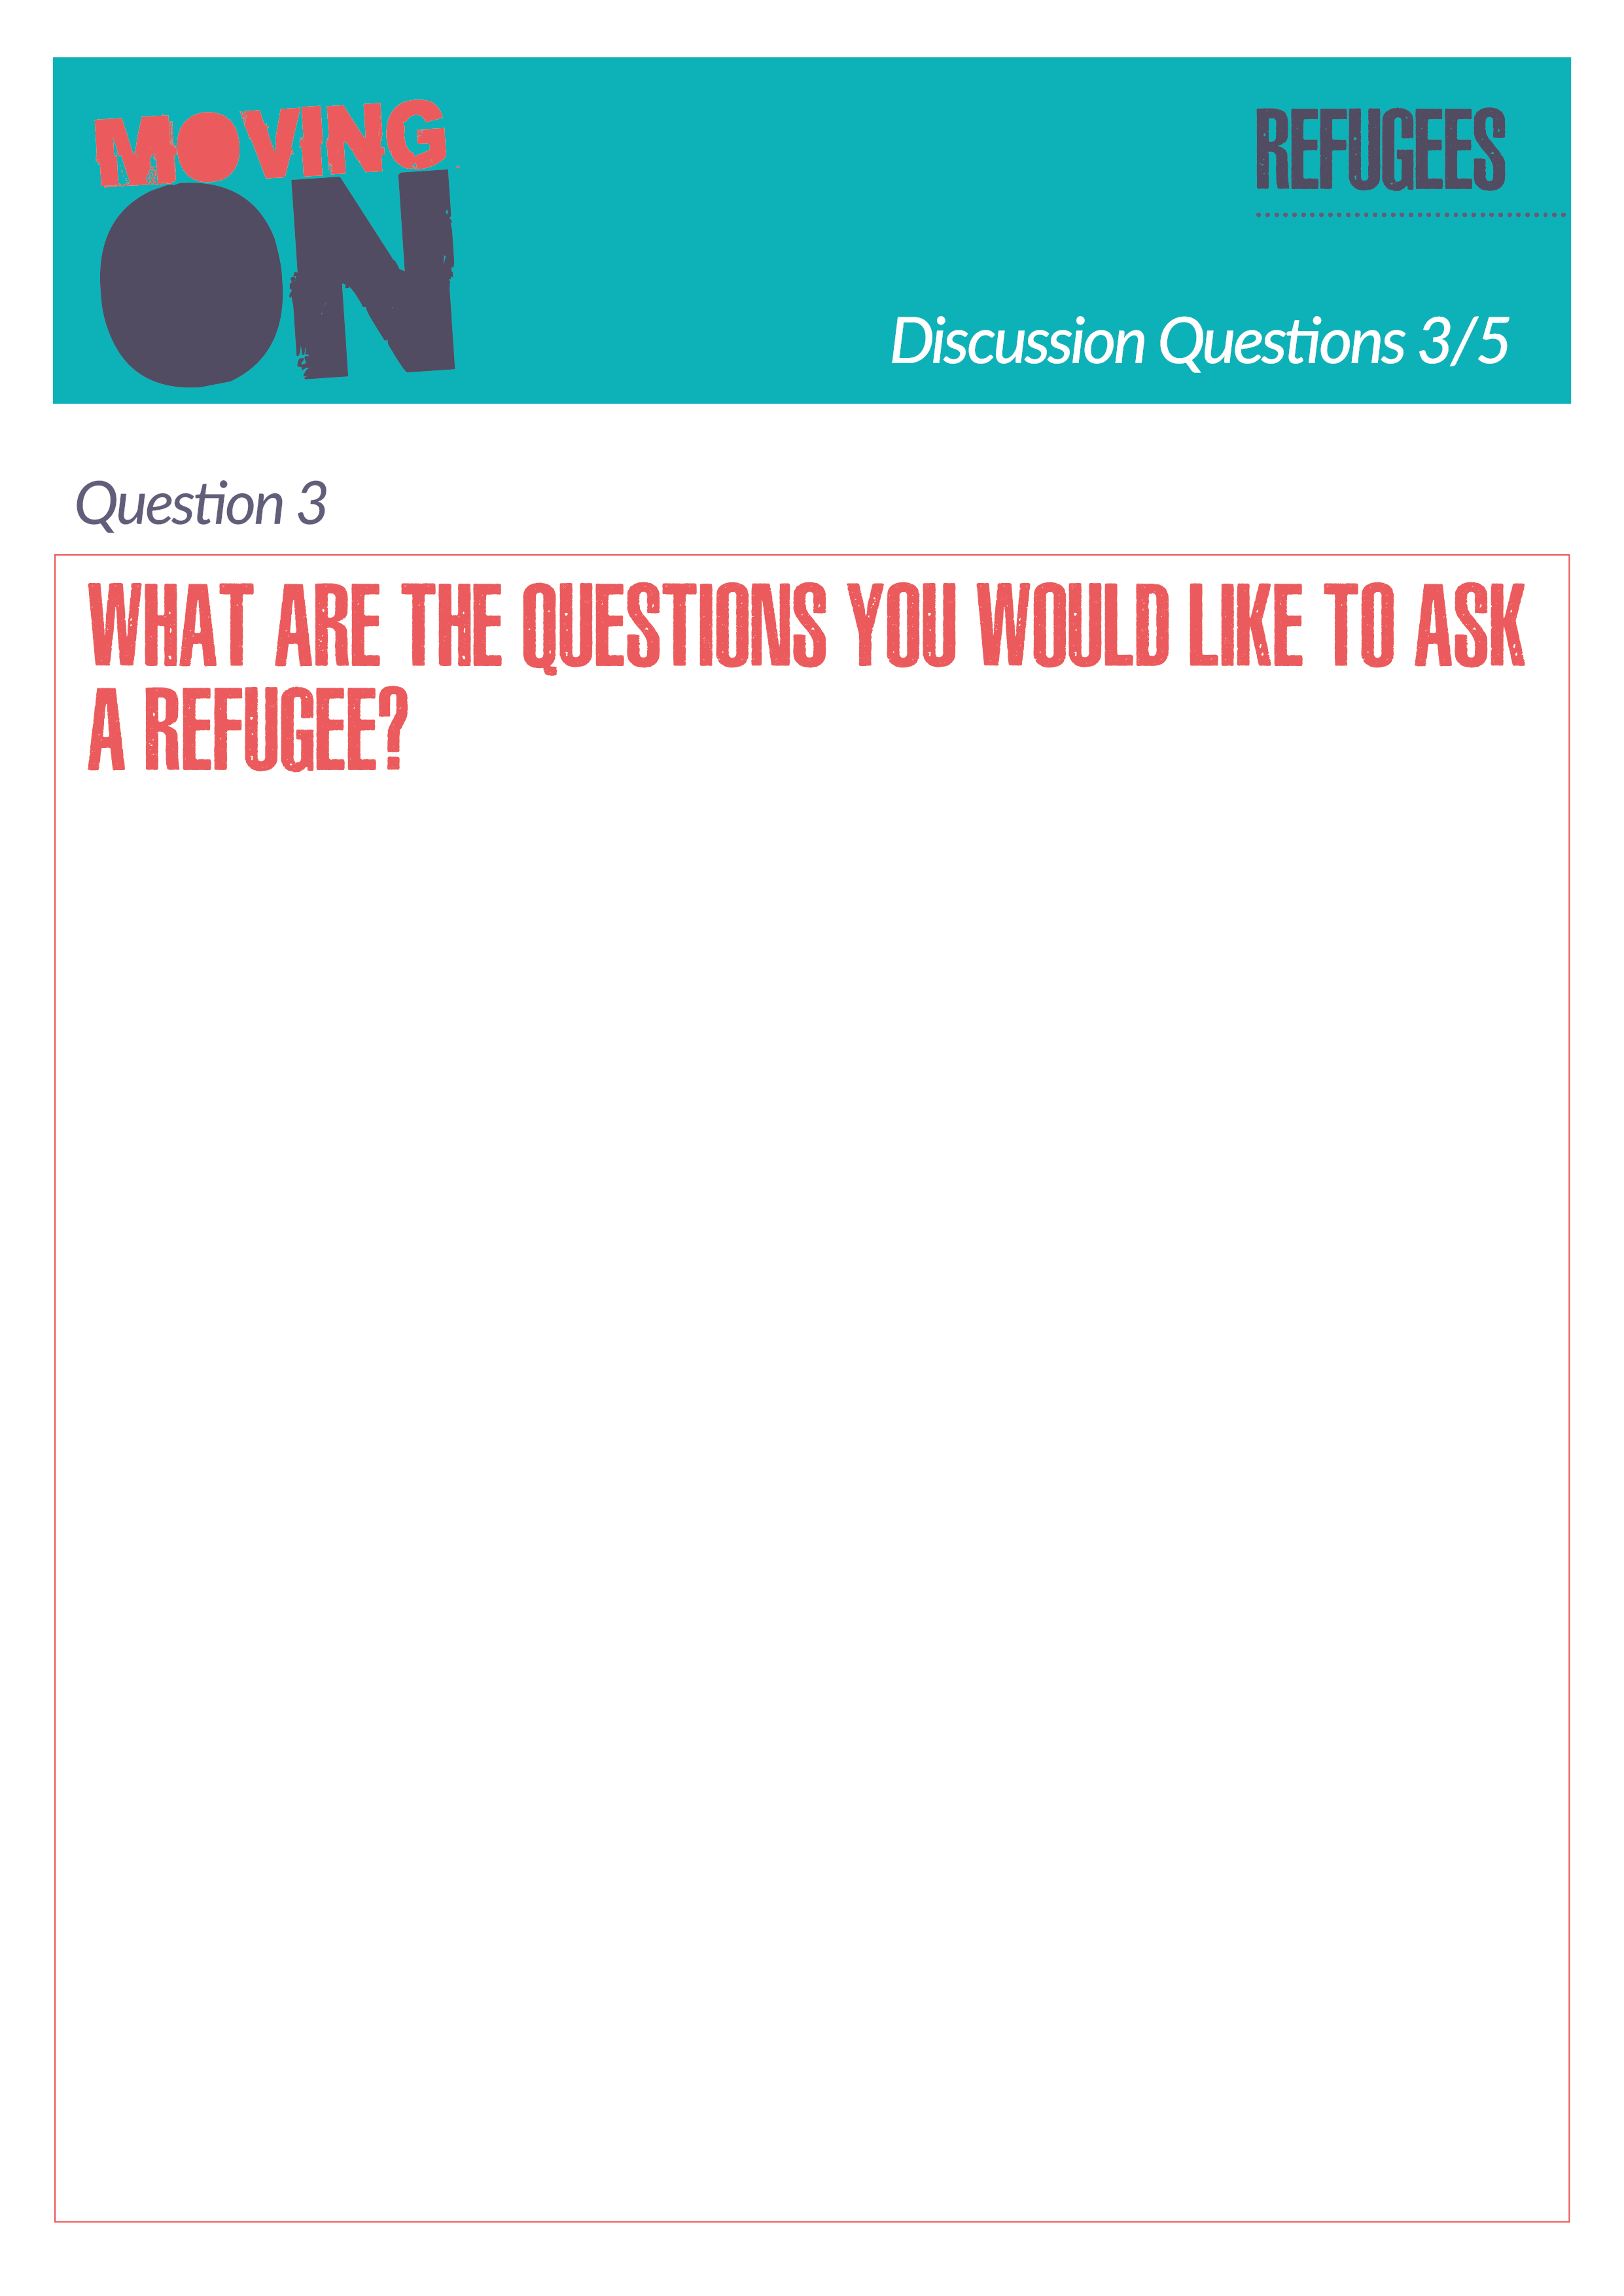 MOVING
ON
REFUGEES
Discussion Questions 3/5
Question 3
WHAT ARE THE QUESTIONS YOU WOULD LIKE TO ASK
A REFUGEE?